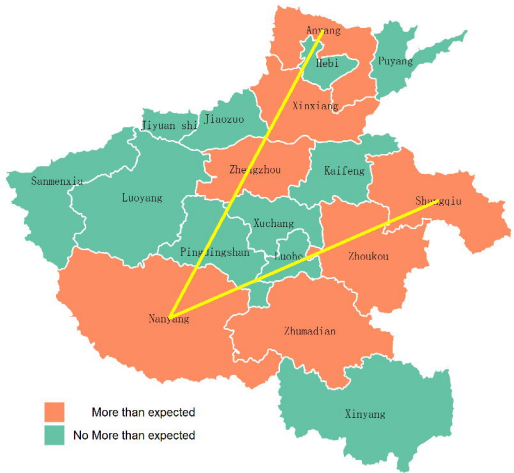 Anyang
Hebi
Puyang
Xinxiang
Jiyuan shi
Jiaozuo
Zhengzhou
Kaifeng
Sanmenxia
Luoyang
Shangqiu
Xuchang
Pingdingshan
Luohe
Zhoukou
Nanyang
Zhumadian
Xinyang
More than expected
No More than expected